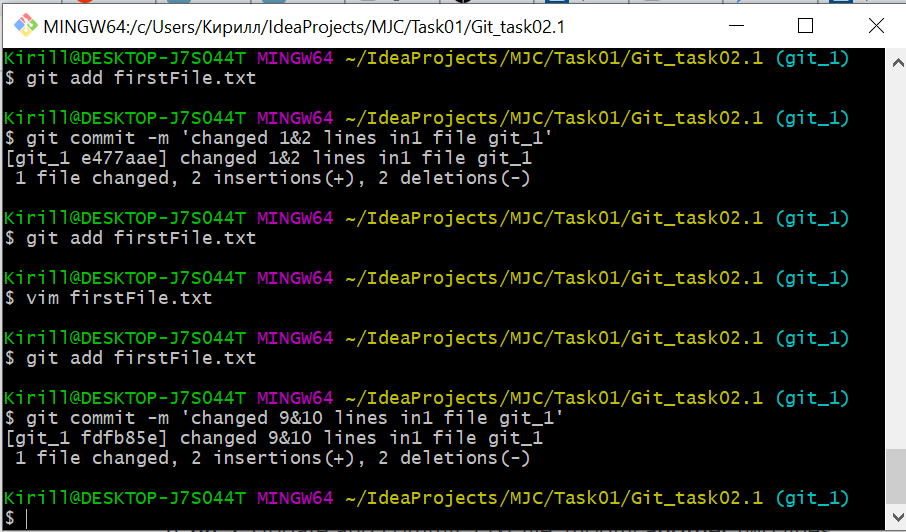 MINGW64:/c/Users/Кирилл/IdeaProjects/MJC/Task01/Git_task02.1
Kirill@DESKTOP-J7SO44T MINGW64 ~/IdeaProjects/MJC/Task01/Git_task02.1 (git_1)
$ git add firstFile.txt
Kirill@DESKTOP-J7SO44T MINGW64 ~/IdeaProjects/MJC/Task01/Git_task02.1 (git_1)
$ git commit -m 'changed 1&2 lines in1 file git_1'
[git_1 e477aae] changed 1&2 lines in1 file git_1
1 file changed, 2 insertions(+), 2 deletions(-)
Kirill@DESKTOP-J7SO44T MINGW64 ~/IdeaProjects/MJC/Task01/Git_task02.1 (git_1)
$ git add firstFile.txt
Kirill@DESKTOP-J7SO44T MINGW64 ~/IdeaProjects/MJC/Task01/Git_task02.1 (git_1)
$ vim firstFile.txt
Kirill@DESKTOP-J7SO44T MINGW64 ~/IdeaProjects/MJC/Task01/Git_task02.1 (git_1)
$ git add firstFile.txt
Kirill@DESKTOP-J7SO44T MINGW64 ~/IdeaProjects/MJC/Task01/Git_task02.1 (git_1)
$ git commit -m 'changed 9&10 lines in1 file git_1'
[git_1 fdfb85e] changed 9&10 lines in1 file git_1
1 file changed, 2 insertions(+), 2 deletions(-)
Kirill@DESKTOP-J7SO44T MINGW64 ~/IdeaProjects/MJC/Task01/Git_task02.1 (git_1)
$